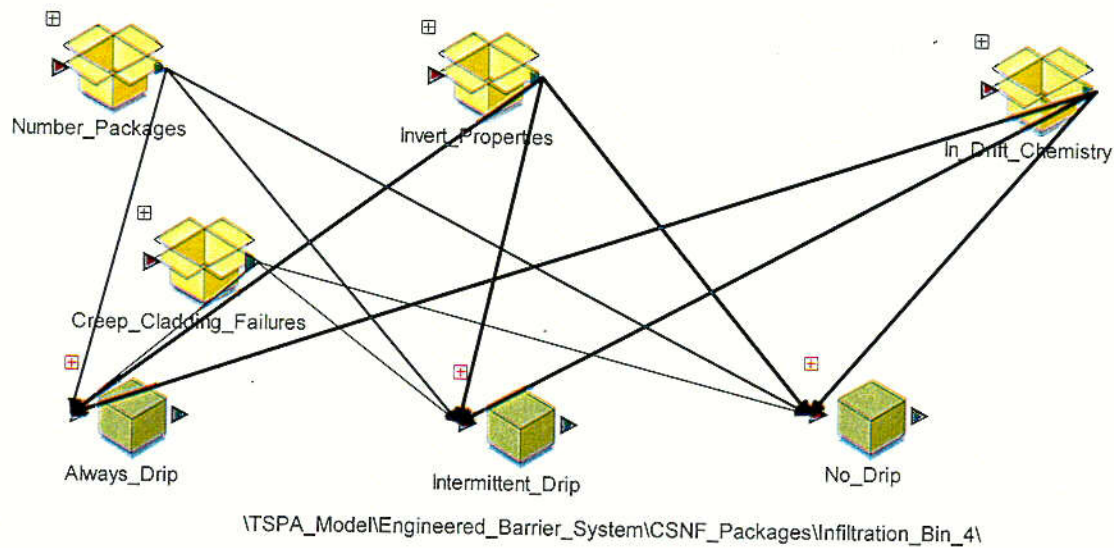 Number_Packages
Invert_Properties
In_Drift_Chemistry
Creep_Cladding_Failures
Always_Drip
Intermittent_Drip
No_Drip
\TSPA_Model\Engineered_Barrier_System\CSNF_Packages\Infiltration_Bin_4\